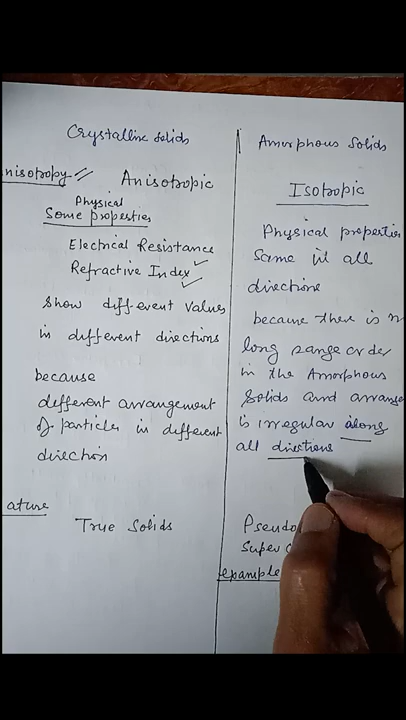 Crystalline solids
Amorphous Solids
nisotropy Anisotropic
Physical
Some properties
Electrical Resistance
Refractive Index
Show different values
in different directions
because
different arrangement
of particles in different
direction
ature
True Solids
Isotropic
Physical properties
Same in all
directions
because there is n
long range order
in the Amorphous
Solids and arrange
is irregular along
all directions
Pseudo
Super c
example